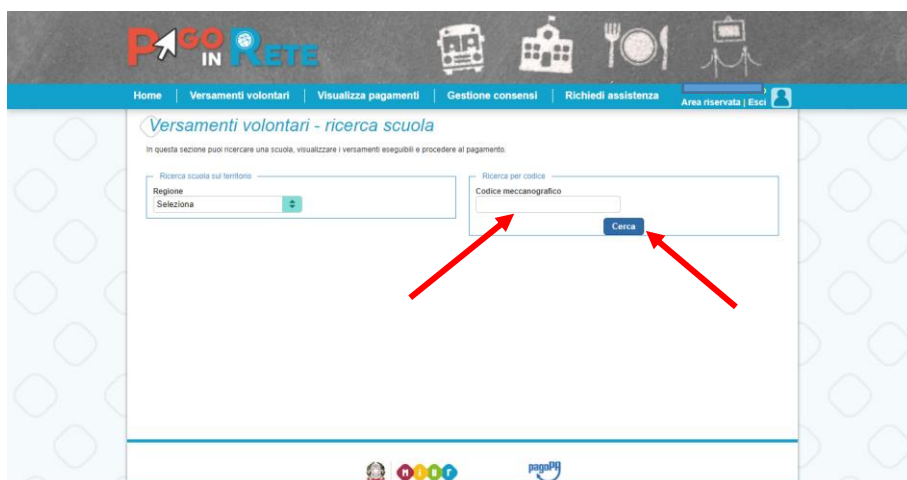 PAGO IN RETE
Home | Versamenti volontari | Visualizza pagamenti | Gestione consensi | Richiedi assistenza
Area riservata | Esci
Versamenti volontari - ricerca scuola
In questa sezione puoi ricercare una scuola, visualizzare i versamenti eseguibili e procedere al pagamento.
Ricerca scuola sul territorio
Regione
Seleziona
Ricerca per codice
Codice meccanografico
Cerca
MIUR
pagoPA